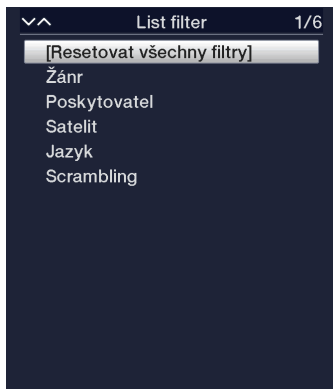 List filter 1/6
[Resetovat všechny filtry]
Žánr
Poskytovatel
Satelit
Jazyk
Scrambling